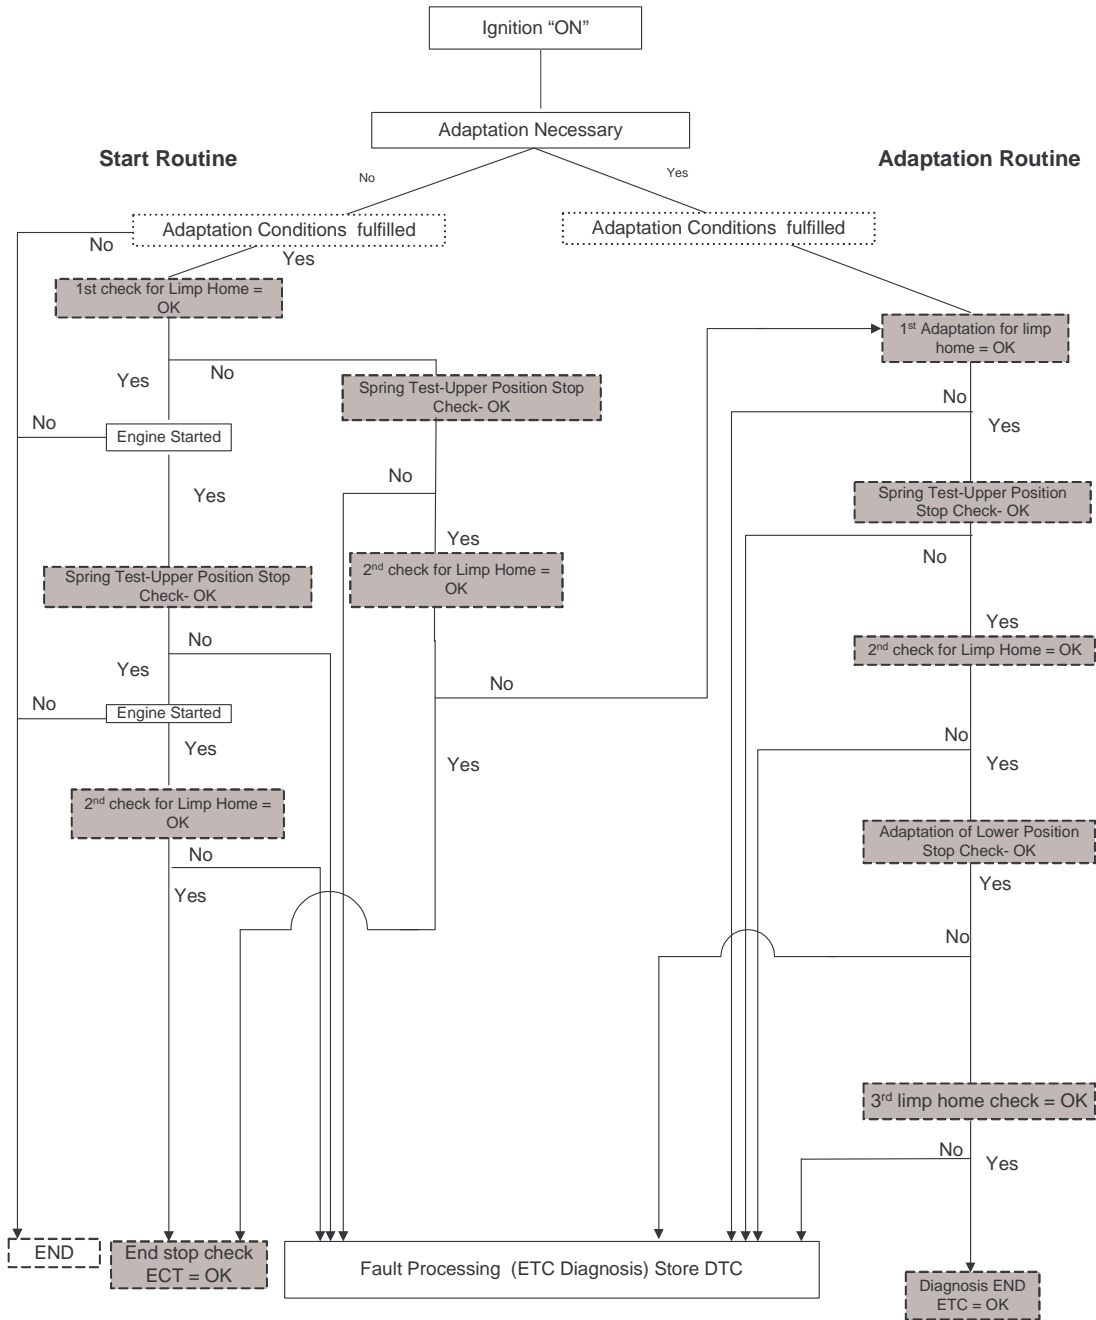 Ignition “ON”
Adaptation Necessary
Start Routine
Adaptation Routine
No
Yes
Adaptation Conditions fulfilled
Adaptation Conditions fulfilled
No
Yes
1st check for Limp Home =
OK
1st Adaptation for limp
home = OK
Yes
No
Spring Test-Upper Position Stop
Check- OK
No
Yes
No
Engine Started
Yes
No
Spring Test-Upper Position
Stop Check- OK
Yes
No
Spring Test-Upper Position Stop
Check- OK
2nd check for Limp Home =
OK
Yes
No
2nd check for Limp Home = OK
Yes
No
No
Engine Started
Yes
Yes
No
Yes
2nd check for Limp Home =
OK
Adaptation of Lower Position
Stop Check- OK
No
Yes
Yes
No
3rd limp home check = OK
No
Yes
END
End stop check
ECT = OK
Fault Processing (ETC Diagnosis) Store DTC
Diagnosis END
ETC = OK